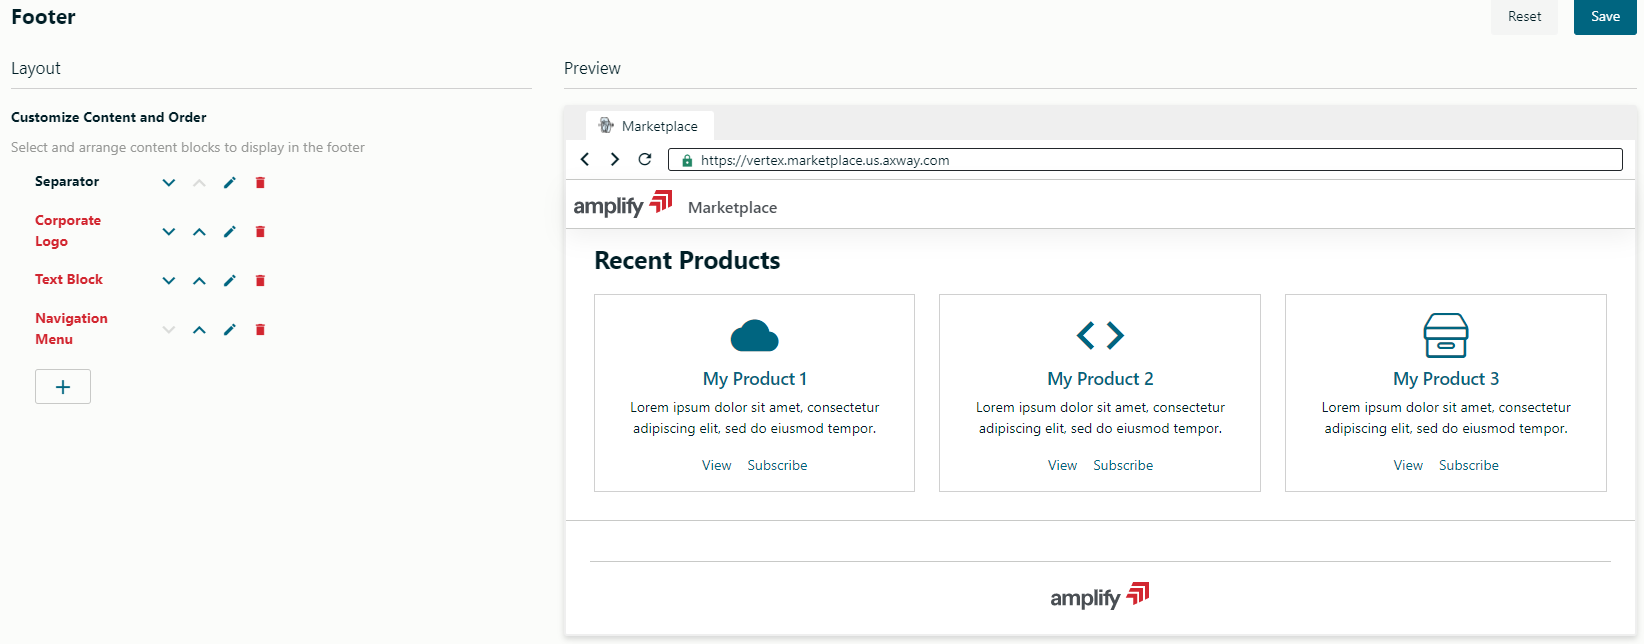 Footer
Reset
Save
Layout
Preview
Customize Content and Order
Select and arrange content blocks to display in the footer
Separator
Corporate
Logo
Text Block
Navigation
Menu
Marketplace
https://vertex.marketplace.us.axway.com
amplify
Marketplace
Recent Products
My Product 1
Lorem ipsum dolor sit amet, consectetur
adipiscing elit, sed do eiusmod tempor.
View Subscribe
My Product 2
Lorem ipsum dolor sit amet, consectetur
adipiscing elit, sed do eiusmod tempor.
View Subscribe
My Product 3
Lorem ipsum dolor sit amet, consectetur
adipiscing elit, sed do eiusmod tempor.
View Subscribe
amplify